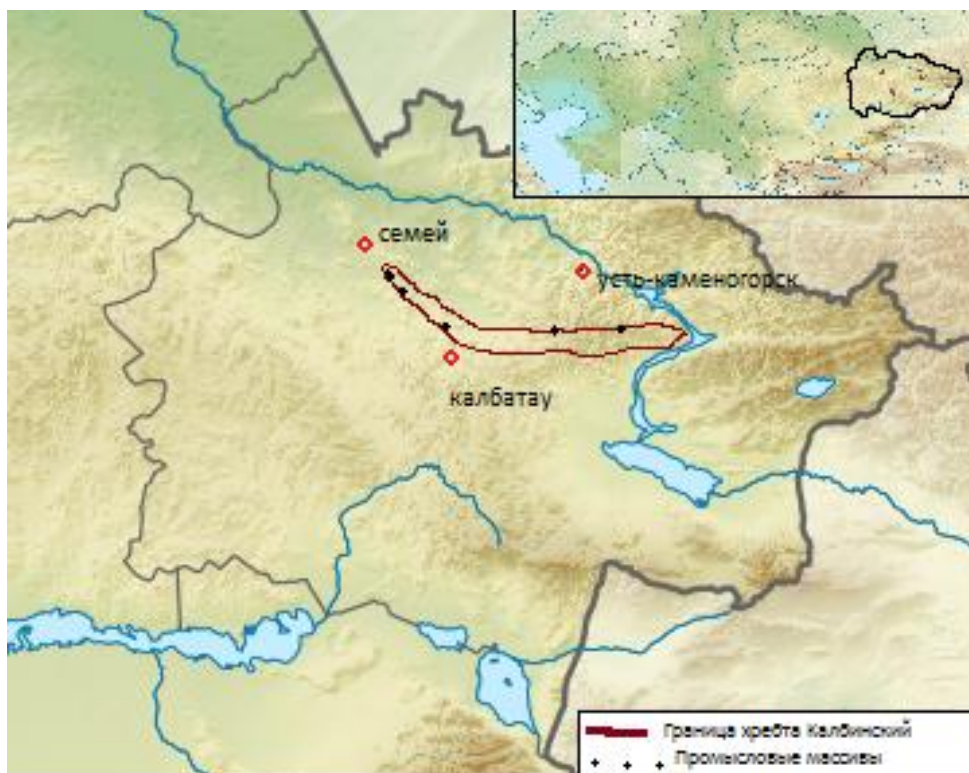 семей
усть-каменогорск
калбатау
Граница хребта Калбинский
Промысловые массивы